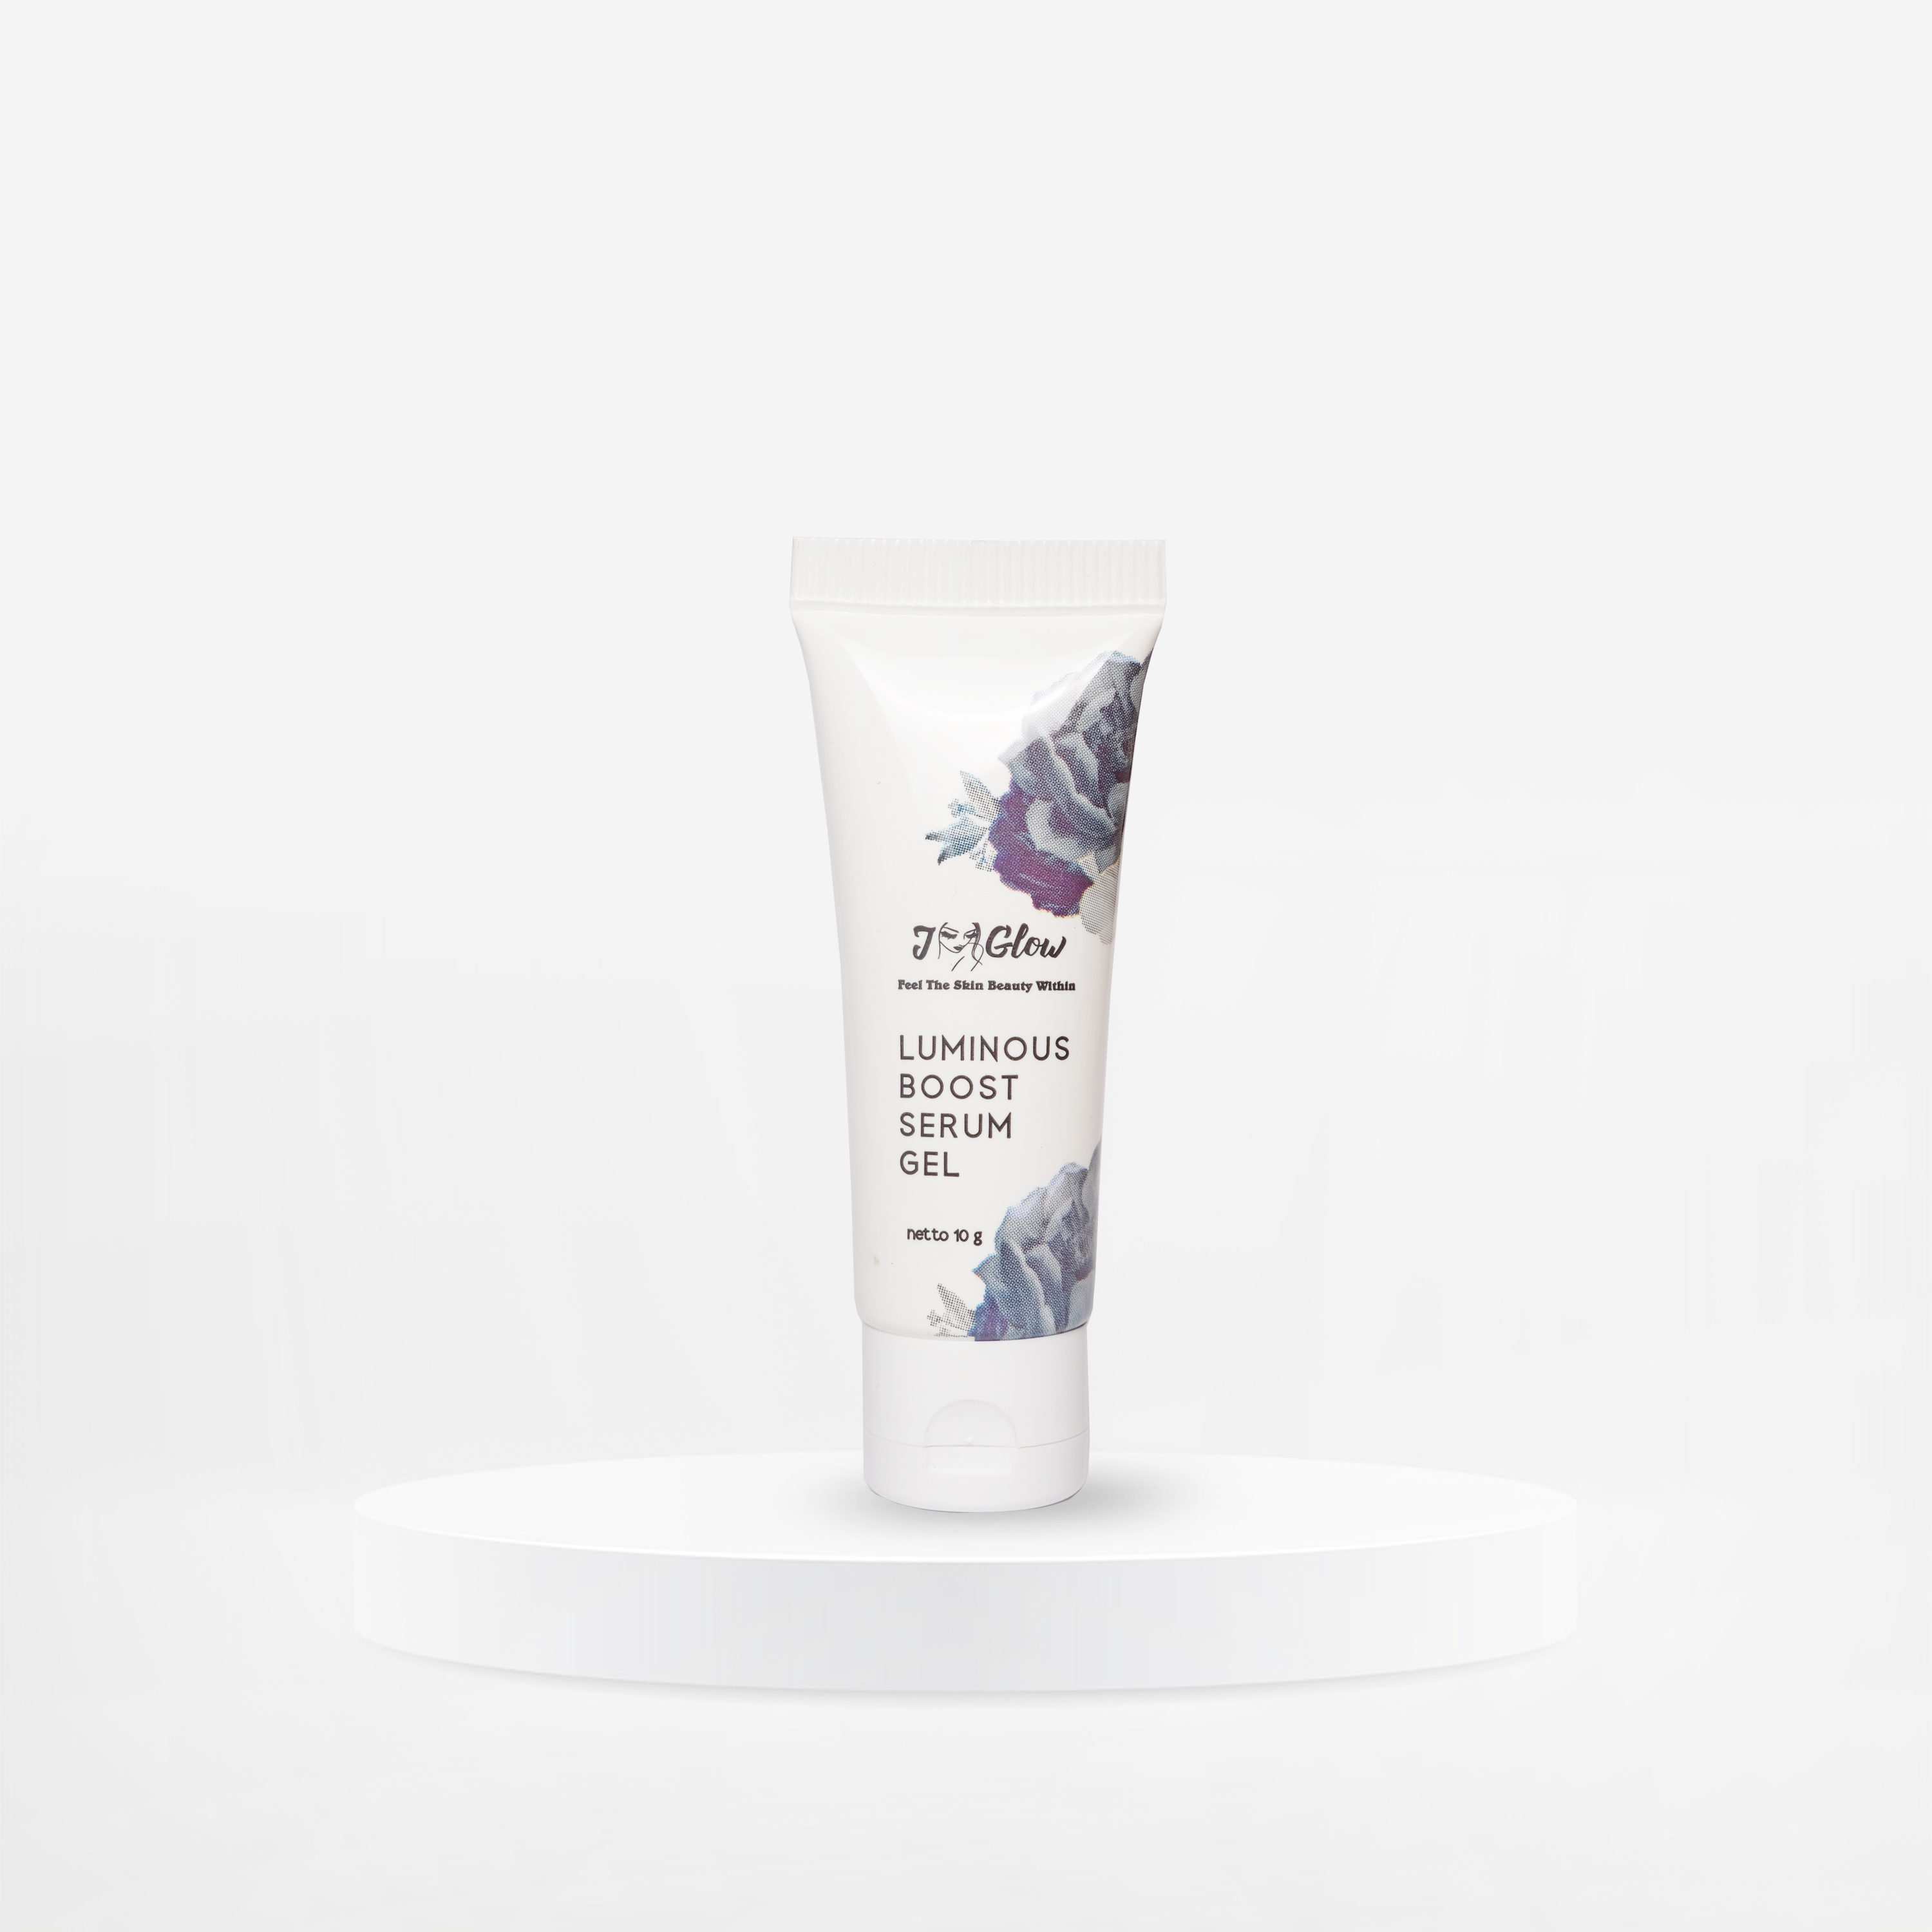 J Glow
Feel The Skin Beauty Within
LUMINOUS
BOOST
SERUM
GEL
netto 10 g